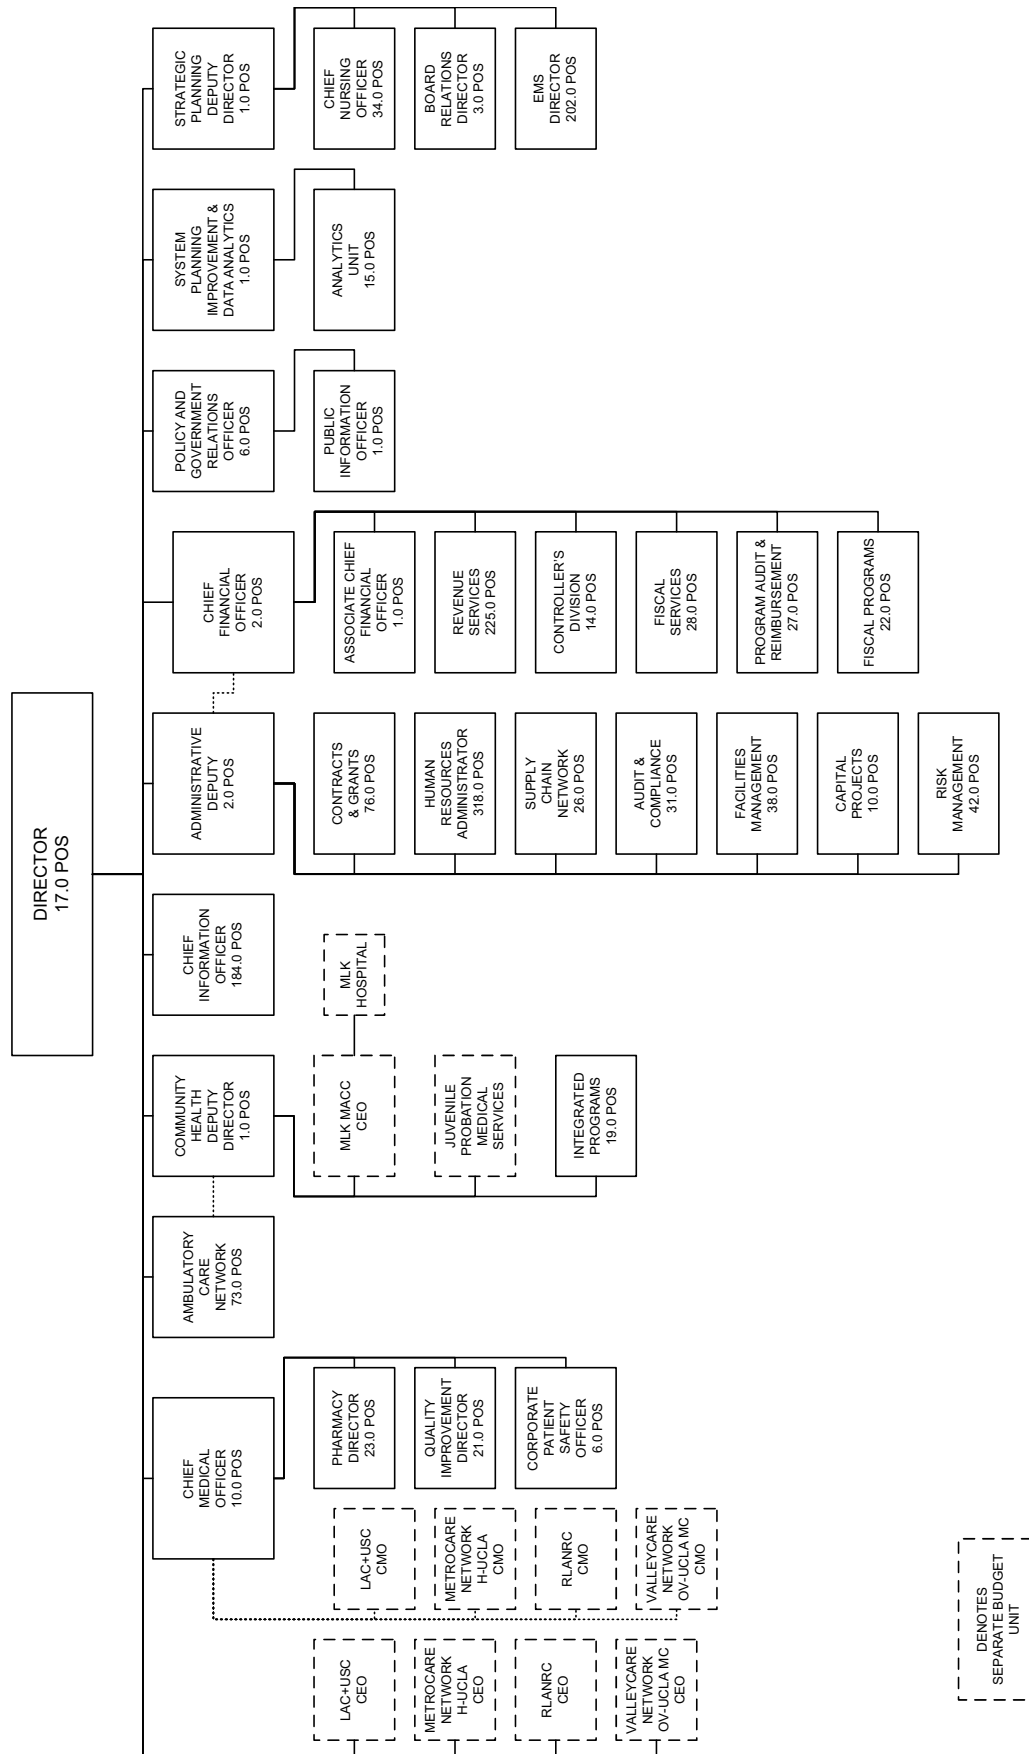 DIRECTOR
17.0 POS
CHIEF
MEDICAL
OFFICER
10.0 POS
AMBULATORY
CARE
NETWORK
73.0 POS
COMMUNITY
HEALTH
DEPUTY
DIRECTOR
1.0 POS
CHIEF
INFORMATION
OFFICER
184.0 POS
ADMINISTRATIVE
DEPUTY
2.0 POS
CHIEF
FINANCIAL
OFFICER
2.0 POS
POLICY AND
GOVERNMENT
RELATIONS
OFFICER
6.0 POS
SYSTEM
PLANNING
IMPROVEMENT &
DATA ANALYTICS
1.0 POS
STRATEGIC
PLANNING
DEPUTY
DIRECTOR
1.0 POS
LAC+USC
CEO
METROCARE
NETWORK
H-UCLA
CEO
RLANRC
CEO
VALLEYCARE
NETWORK
OV-UCLA MC
CEO
LAC+USC
CMO
METROCARE
NETWORK
H-UCLA
CMO
RLANRC
CMO
VALLEYCARE
NETWORK
OV-UCLA MC
CMO
PHARMACY
DIRECTOR
23.0 POS
QUALITY
IMPROVEMENT
DIRECTOR
21.0 POS
CORPORATE
PATIENT
SAFETY
OFFICER
6.0 POS
MLK MACC
CEO
MLK
HOSPITAL
JUVENILE
PROBATION
MEDICAL
SERVICES
INTEGRATED
PROGRAMS
19.0 POS
CONTRACTS
& GRANTS
76.0 POS
HUMAN
RESOURCES
ADMINISTRATOR
318.0 POS
SUPPLY
CHAIN
NETWORK
26.0 POS
AUDIT &
COMPLIANCE
31.0 POS
FACILITIES
MANAGEMENT
38.0 POS
CAPITAL
PROJECTS
10.0 POS
RISK
MANAGEMENT
42.0 POS
ASSOCIATE CHIEF
FINANCIAL
OFFICER
1.0 POS
REVENUE
SERVICES
225.0 POS
CONTROLLER'S
DIVISION
14.0 POS
FISCAL
SERVICES
28.0 POS
PROGRAM AUDIT &
REIMBURSEMENT
27.0 POS
FISCAL PROGRAMS
22.0 POS
PUBLIC
INFORMATION
OFFICER
1.0 POS
ANALYTICS
UNIT
15.0 POS
CHIEF
NURSING
OFFICER
34.0 POS
BOARD
RELATIONS
DIRECTOR
3.0 POS
EMS
DIRECTOR
202.0 POS
DENOTES
SEPARATE BUDGET
UNIT